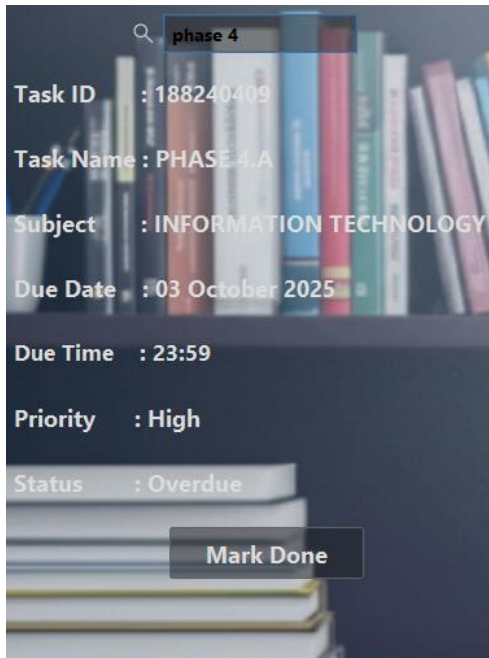 phase 4
Task ID : 188240409
Task Name : PHASE 4.A
Subject : INFORMATION TECHNOLOGY
Due Date : 03 October 2025
Due Time : 23:59
Priority : High
Status : Overdue
Mark Done